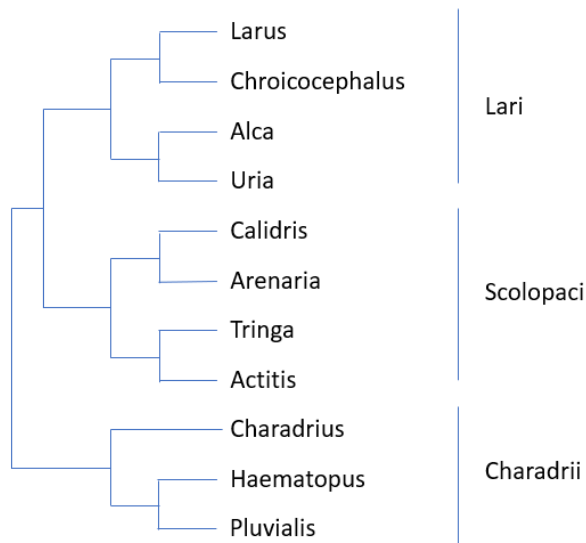 Larus
Chroicocephalus
Alca
Uria
Lari
Calidris
Arenaria
Tringa
Actitis
Scolopaci
Charadrius
Haematopus
Pluvialis
Charadrii